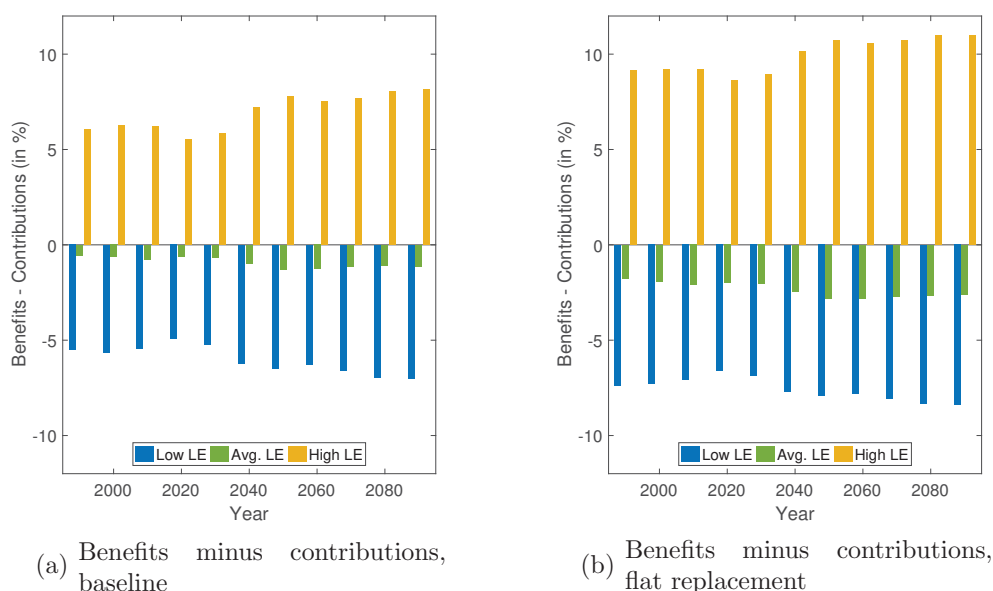 10
5
0
-5
-10
Benefits - Contributions (in %)
Low LE Avg. LE High LE
2000 2020 2040 2060 2080
Year
(a) Benefits minus contributions,
baseline
10
5
0
-5
-10
Benefits - Contributions (in %)
Low LE Avg. LE High LE
2000 2020 2040 2060 2080
Year
(b) Benefits minus contributions,
flat replacement